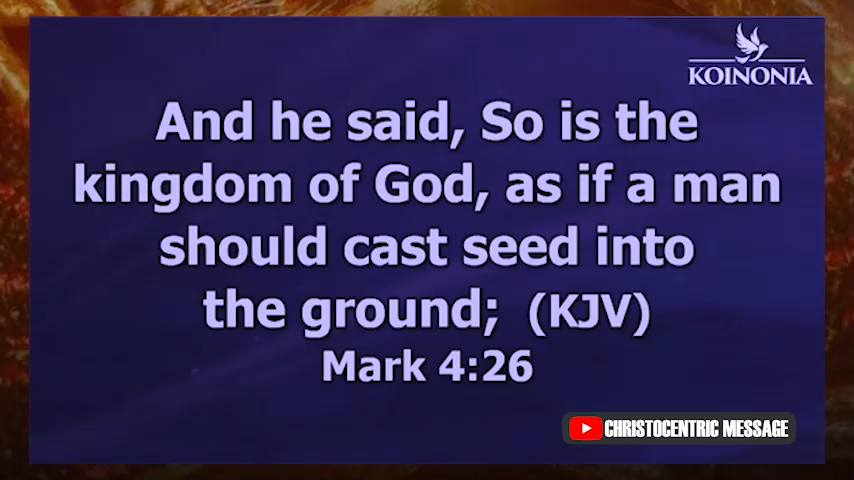 KOINONIA
And he said, So is the
kingdom of God, as if a man
should cast seed into
the ground; (KJV)
Mark 4:26
CHRISTOCENTRIC MESSAGE